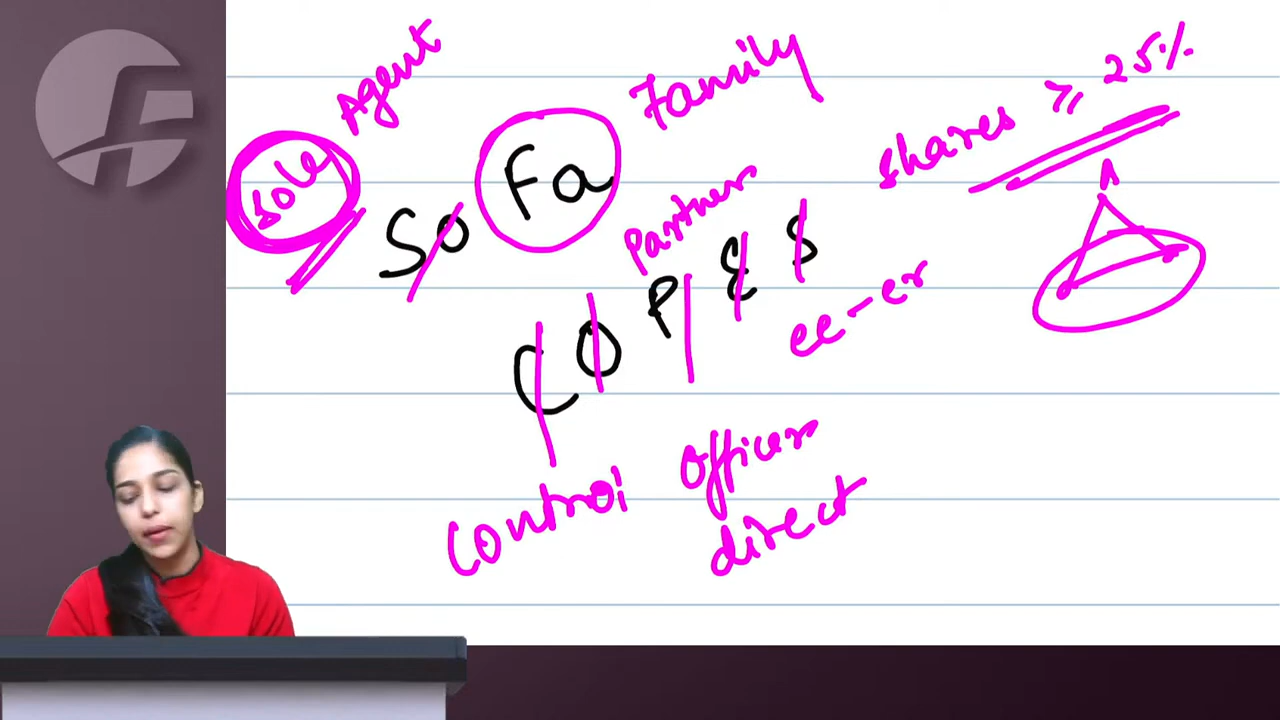 Agent
Family
Sole
So Fa
shares ≥ 25%
A
Partner
C O P E S
ee-er
Control
Officer
direct